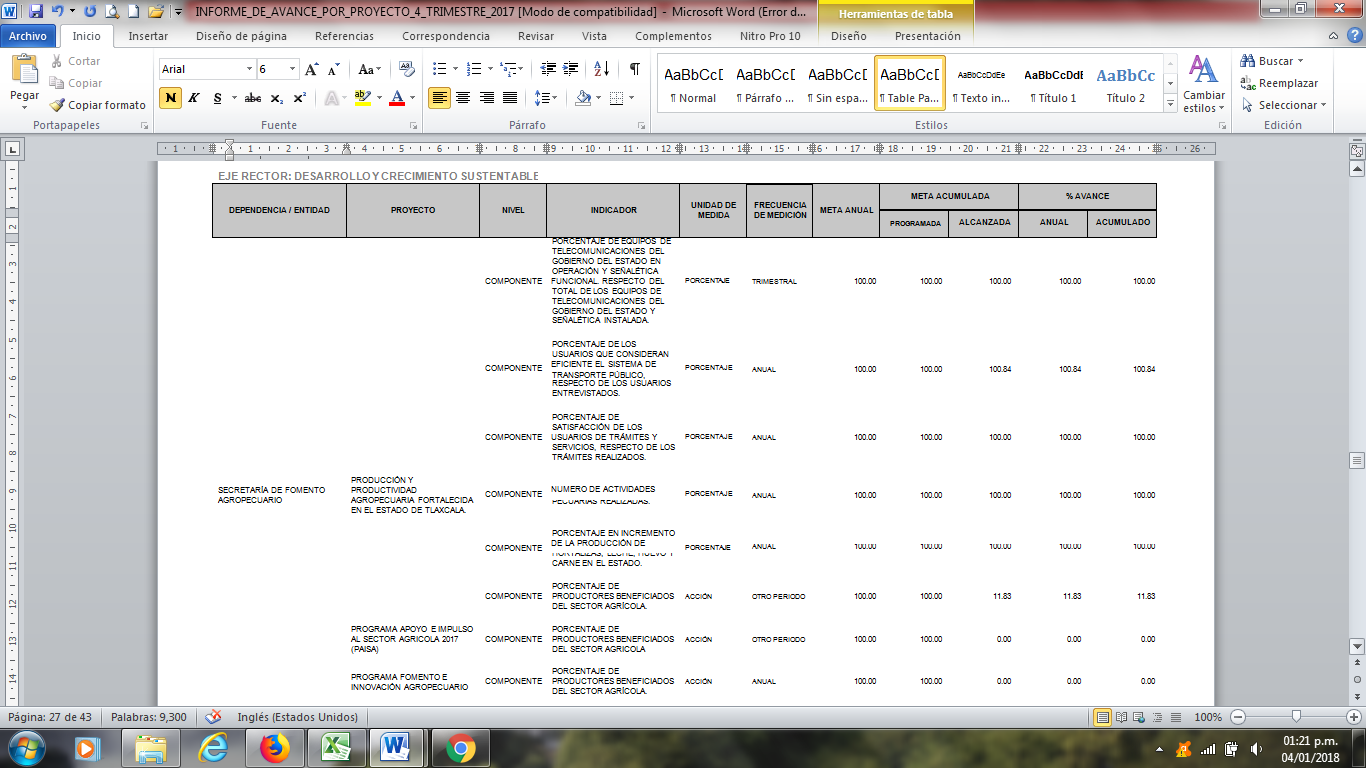 INFORME_DE_AVANCE_POR_PROYECTO_4_TRIMESTRE_2017 [Modo de compatibilidad] - Microsoft Word (Error d...
Herramientas de tabla
Archivo Inicio Insertar Diseño de página Referencias Correspondencia Revisar Vista Complementos Nitro Pro 10 Diseño Presentación
Pegar
Cortar
Copiar
Copiar formato
Portapapeles
Arial 6
Fuente
Párrafo
AaBbCcI AaBbCcI AaBbCcI AaBbCcI AaBbCcDdEe AaBbCcDdE AaBbCc
¶ Normal ¶ Párrafo ... ¶ Sin espa... ¶ Table Pa... ¶ Texto in... ¶ Título 1 Título 2
Cambiar estilos
Estilos
Buscar
Reemplazar
Seleccionar
Edición
EJE RECTOR: DESARROLLO Y CRECIMIENTO SUSTENTABLE
DEPENDENCIA / ENTIDAD PROYECTO NIVEL INDICADOR UNIDAD DE MEDIDA FRECUENCIA DE MEDICIÓN META ANUAL META ACUMULADA % AVANCE
PROGRAMADA ALCANZADA ANUAL ACUMULADO
PORCENTAJE DE EQUIPOS DE
TELECOMUNICACIONES DEL
GOBIERNO DEL ESTADO EN
OPERACIÓN Y SEÑALÉTICA
COMPONENTE FUNCIONAL. RESPECTO DEL PORCENTAJE TRIMESTRAL 100.00 100.00 100.00 100.00 100.00
TOTAL DE LOS EQUIPOS DE
TELECOMUNICACIONES DEL
GOBIERNO DEL ESTADO Y
SEÑALÉTICA INSTALADA.
PORCENTAJE DE LOS
USUARIOS QUE CONSIDERAN
COMPONENTE EFICIENTE EL SISTEMA DE PORCENTAJE ANUAL 100.00 100.00 100.84 100.84 100.84
TRANSPORTE PÚBLICO,
RESPECTO DE LOS USUARIOS
ENTREVISTADOS.
PORCENTAJE DE
SATISFACCIÓN DE LOS
COMPONENTE USUARIOS DE TRÁMITES Y PORCENTAJE ANUAL 100.00 100.00 100.00 100.00 100.00
SERVICIOS, RESPECTO DE LOS
TRÁMITES REALIZADOS.
SECRETARÍA DE FOMENTO
AGROPECUARIO
PRODUCCIÓN Y
PRODUCTIVIDAD
AGROPECUARIA FORTALECIDA
EN EL ESTADO DE TLAXCALA.
COMPONENTE NUMERO DE ACTIVIDADES PORCENTAJE ANUAL 100.00 100.00 100.00 100.00 100.00
PECUARIAS REALIZADAS.
PORCENTAJE EN INCREMENTO
DE LA PRODUCCIÓN DE
COMPONENTE HORTALIZAS, LECHE, HUEVO Y PORCENTAJE ANUAL 100.00 100.00 100.00 100.00 100.00
CARNE EN EL ESTADO.
PORCENTAJE DE
COMPONENTE PRODUCTORES BENEFICIADOS ACCIÓN OTRO PERIODO 100.00 100.00 11.83 11.83 11.83
DEL SECTOR AGRÍCOLA.
PROGRAMA APOYO E IMPULSO
AL SECTOR AGRICOLA 2017
(PAISA)
PORCENTAJE DE
COMPONENTE PRODUCTORES BENEFICIADOS ACCIÓN OTRO PERIODO 100.00 100.00 0.00 0.00 0.00
DEL SECTOR AGRICOLA
PROGRAMA FOMENTO E
INNOVACIÓN AGROPECUARIO
PORCENTAJE DE
COMPONENTE PRODUCTORES BENEFICIADOS ACCIÓN ANUAL 100.00 100.00 0.00 0.00 0.00
DEL SECTOR AGRÍCOLA.
Página: 27 de 43 Palabras: 9,300 Inglés (Estados Unidos) 100%
01:21 p.m.
04/01/2018